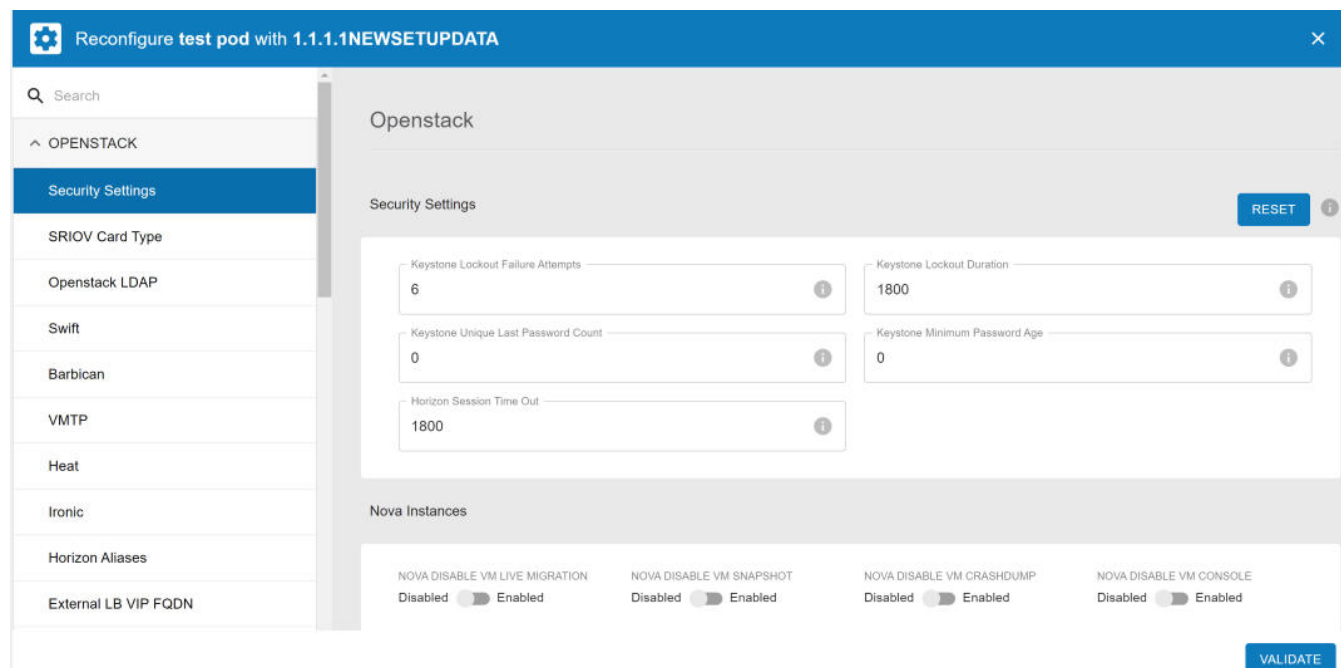 Reconfigure test pod with 1.1.1.1NEWSETUPDATA
Search
OPENSTACK
Security Settings
SRIOV Card Type
Openstack LDAP
Swift
Barbican
VMTP
Heat
Ironic
Horizon Aliases
External LB VIP FQDN
Openstack
Security Settings
RESET
Keystone Lockout Failure Attempts
6
Keystone Lockout Duration
1800
Keystone Unique Last Password Count
0
Keystone Minimum Password Age
0
Horizon Session Time Out
1800
Nova Instances
NOVA DISABLE VM LIVE MIGRATION
Disabled Enabled
NOVA DISABLE VM SNAPSHOT
Disabled Enabled
NOVA DISABLE VM CRASHDUMP
Disabled Enabled
NOVA DISABLE VM CONSOLE
Disabled Enabled
VALIDATE